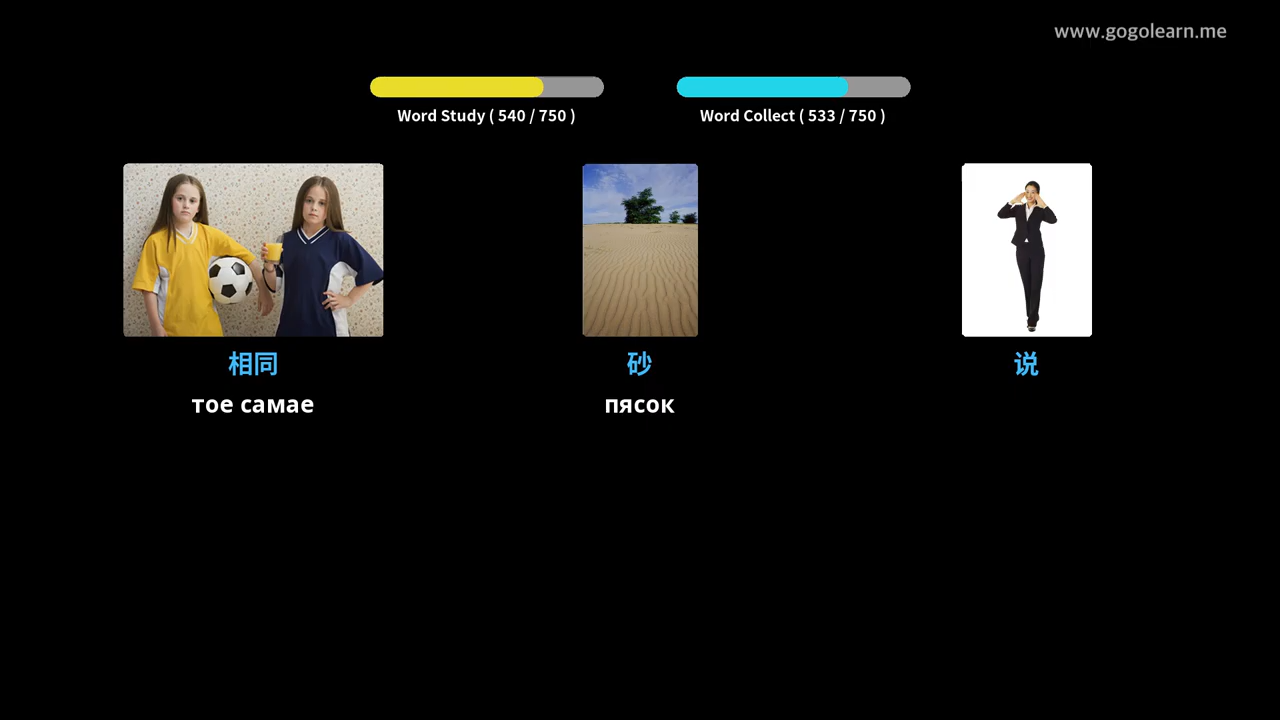 www.gogolearn.me
Word Study ( 540 / 750 )
Word Collect ( 533 / 750 )
相同
砂
说
тое самае
пясок